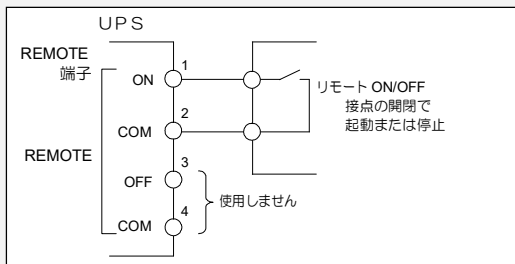 UPS
REMOTE
端子
1
ON
リモート ON/OFF
接点の開閉で
起動または停止
2
COM
REMOTE
3
OFF
使用しません
4
COM